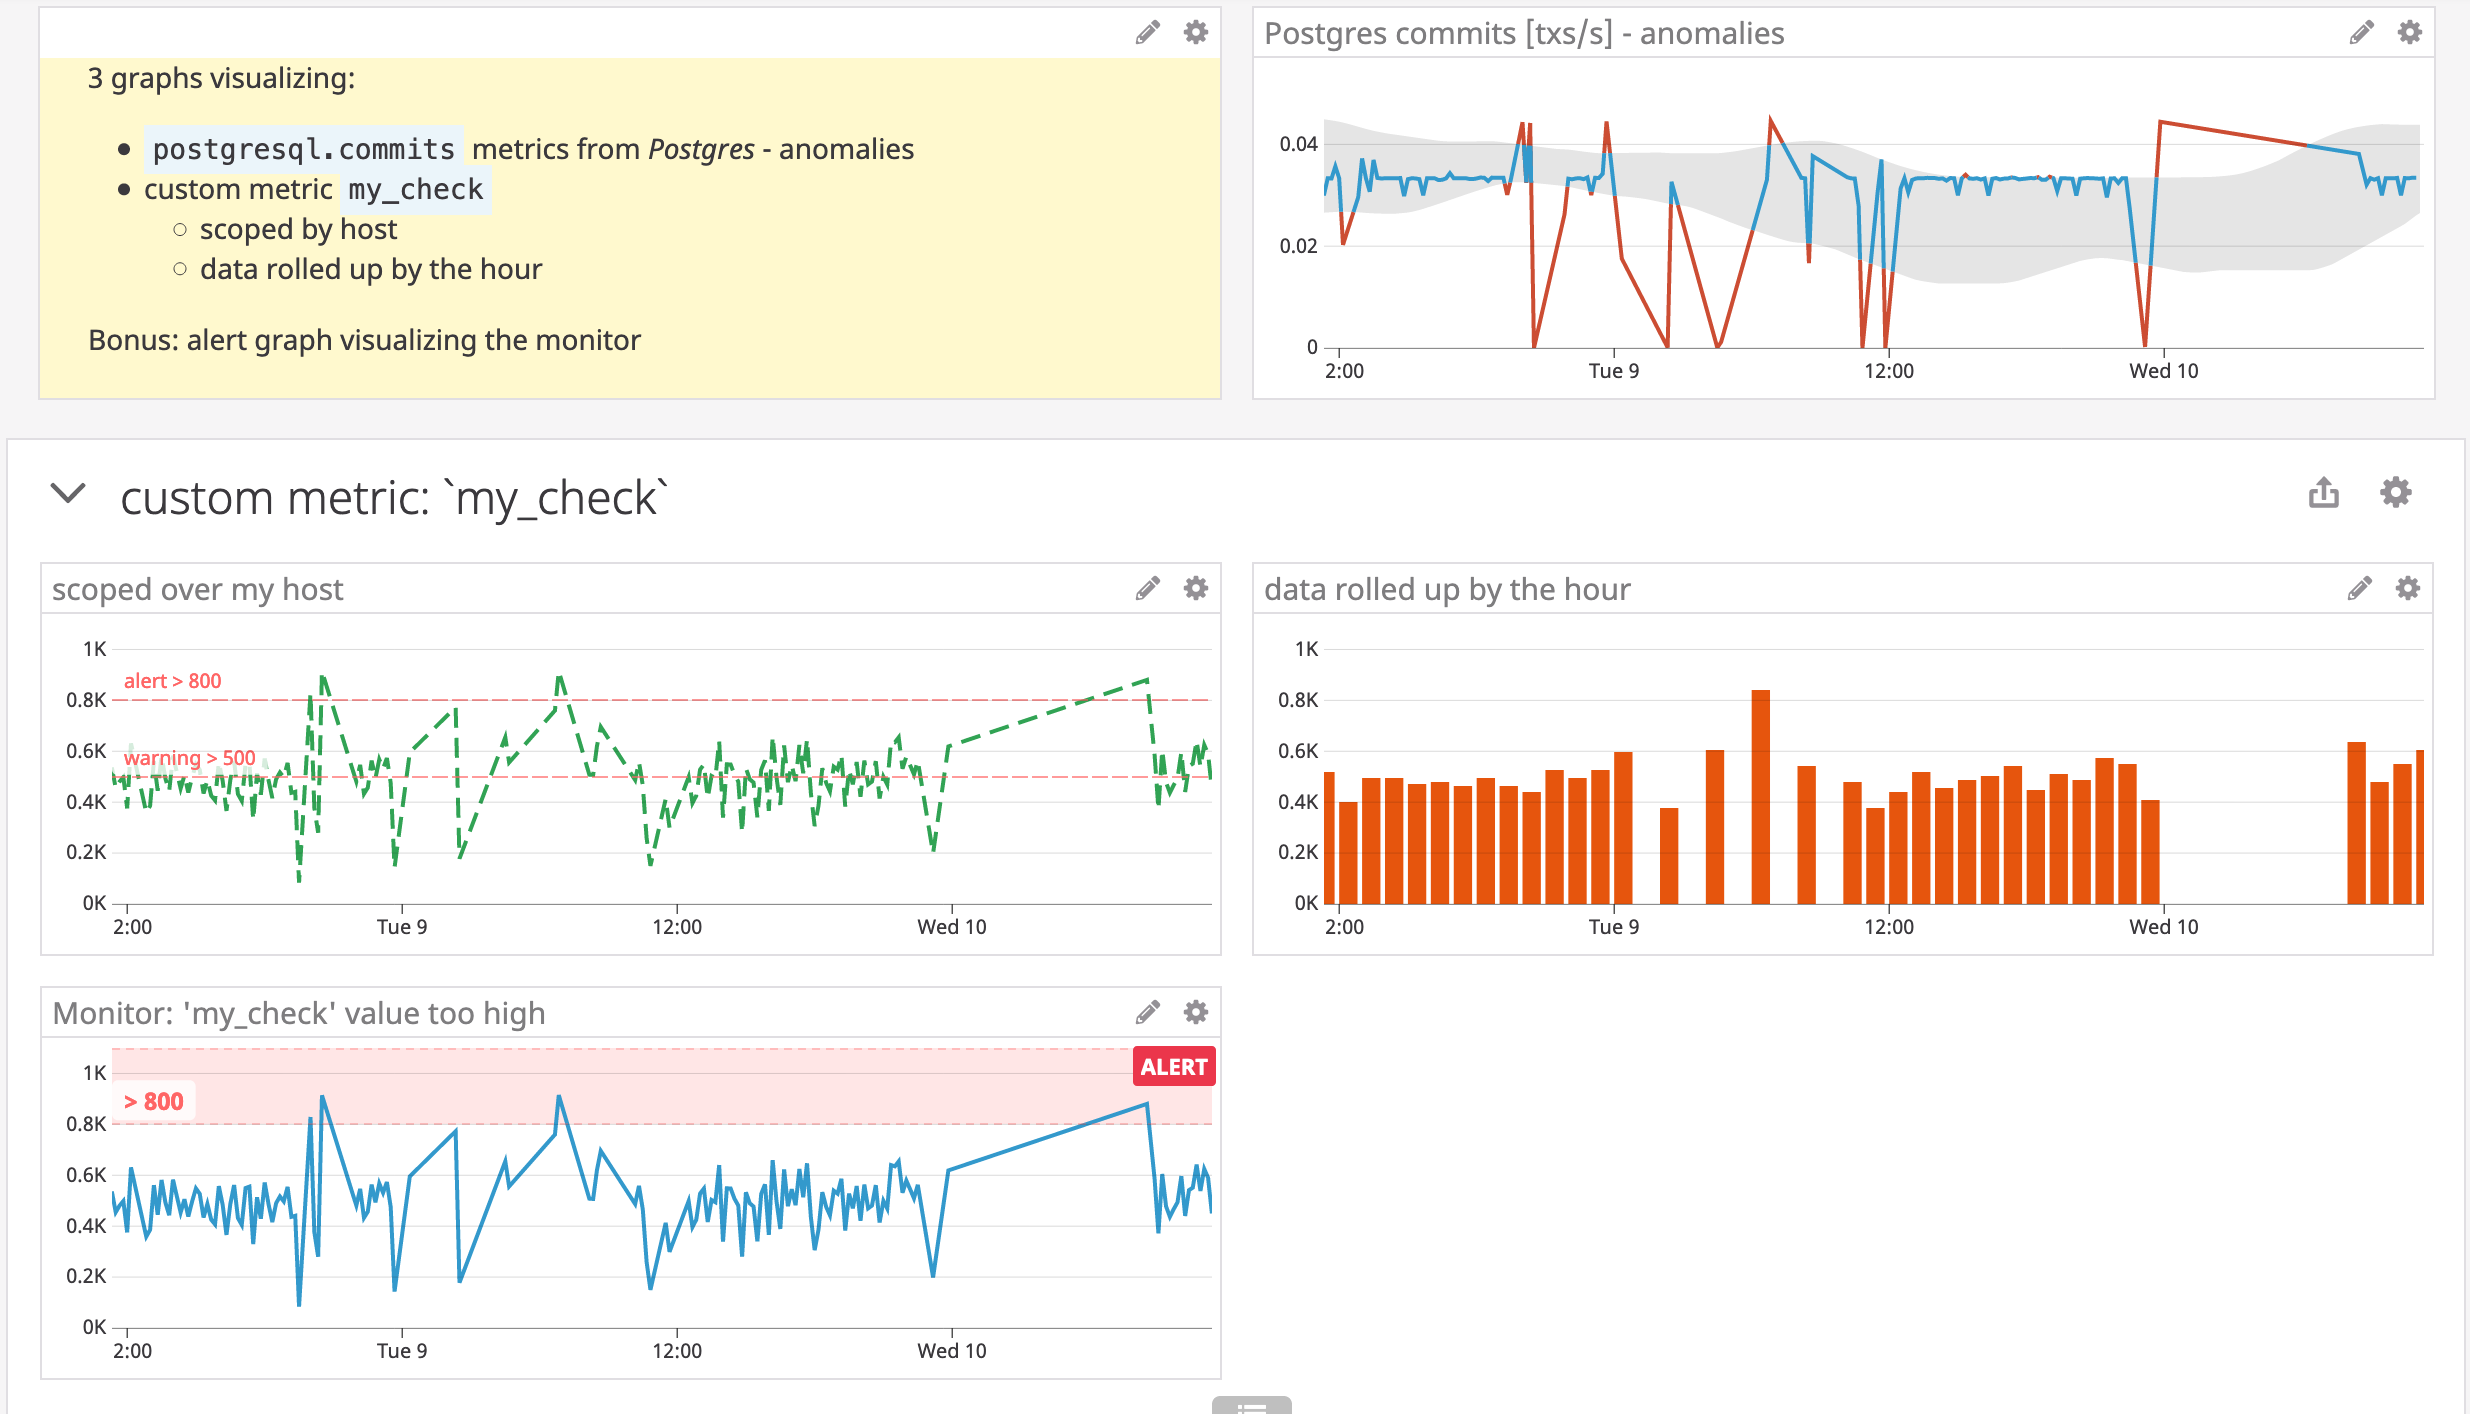 3 graphs visualizing:
postgresql.commits metrics from Postgres - anomalies
custom metric my_check
scoped by host
data rolled up by the hour
Bonus: alert graph visualizing the monitor
Postgres commits [txs/s] - anomalies
0.04
0.02
0
2:00 Tue 9 12:00 Wed 10
custom metric: `my_check`
scoped over my host
1K
alert > 800
0.8K
0.6K
warning > 500
0.4K
0.2K
0K
2:00 Tue 9 12:00 Wed 10
data rolled up by the hour
1K
0.8K
0.6K
0.4K
0.2K
0K
2:00 Tue 9 12:00 Wed 10
Monitor: 'my_check' value too high
ALERT
1K
> 800
0.8K
0.6K
0.4K
0.2K
0K
2:00 Tue 9 12:00 Wed 10